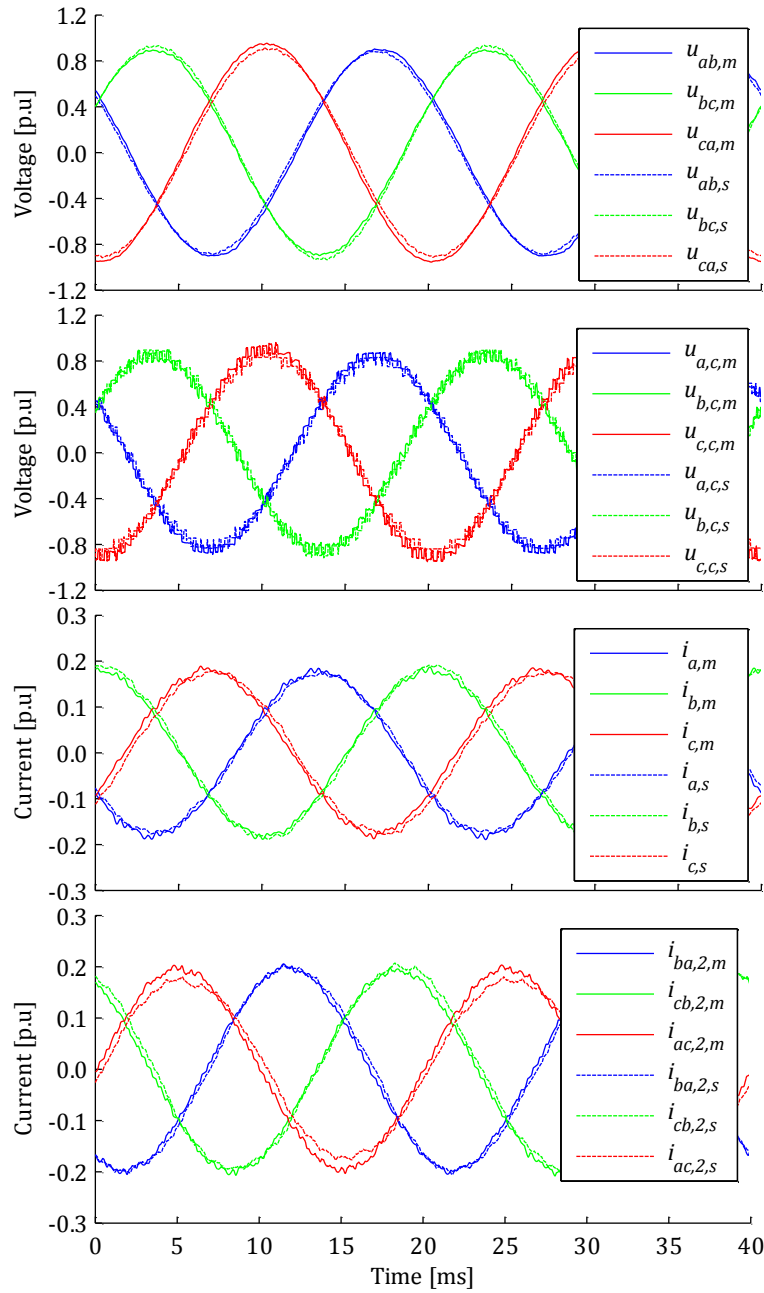 1.2
0.8
0.4
0.0
-0.4
-0.8
-1.2
Voltage [p.u]
u_ab,m
u_bc,m
u_ca,m
u_ab,s
u_bc,s
u_ca,s
1.2
0.8
0.4
0.0
-0.4
-0.8
-1.2
Voltage [p.u]
u_a,c,m
u_b,c,m
u_c,c,m
u_a,c,s
u_b,c,s
u_c,c,s
0.3
0.2
0.1
0.0
-0.1
-0.2
-0.3
Current [p.u]
i_a,m
i_b,m
i_c,m
i_a,s
i_b,s
i_c,s
0.3
0.2
0.1
0.0
-0.1
-0.2
-0.3
Current [p.u]
i_ba,2,m
i_cb,2,m
i_ac,2,m
i_ba,2,s
i_cb,2,s
i_ac,2,s
0 5 10 15 20 25 30 35 40
Time [ms]